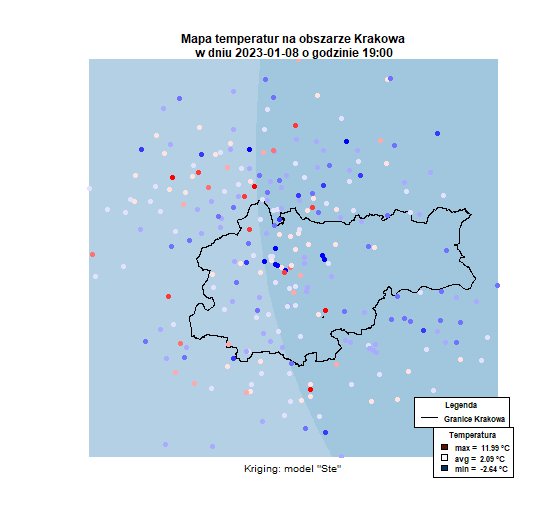 Mapa temperatur na obszarze Krakowa
w dniu 2023-01-08 o godzinie 19:00
Legenda
Granice Krakowa
Temperatura
max = 11.99 °C
avg = 2.09 °C
min = -2.64 °C
Kriging: model "Ste"